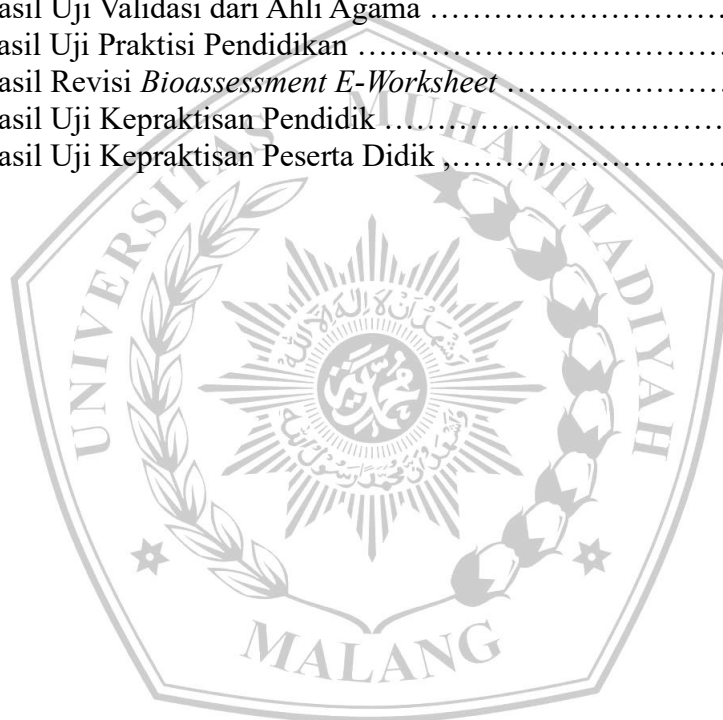 asil Uji Validasi dari Ahli Agama ……………………………
asil Uji Praktisi Pendidikan …………………………………
asil Revisi Bioassessment E-Worksheet ……………………
asil Uji Kepraktisan Pendidik ………………………………
asil Uji Kepraktisan Peserta Didik ,…………………………
UNIVERSITAS MUHAMMADIYAH
MALANG